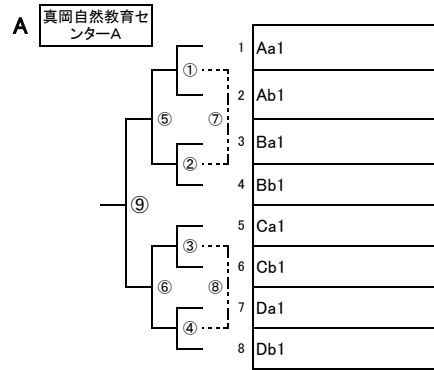 A
真岡自然教育セ
ンターA
① 1 Aa1
2 Ab1
⑤ ⑦
3 Ba1
②
4 Bb1
⑨
5 Ca1
③
6 Cb1
⑥ ⑧
7 Da1
④
8 Db1